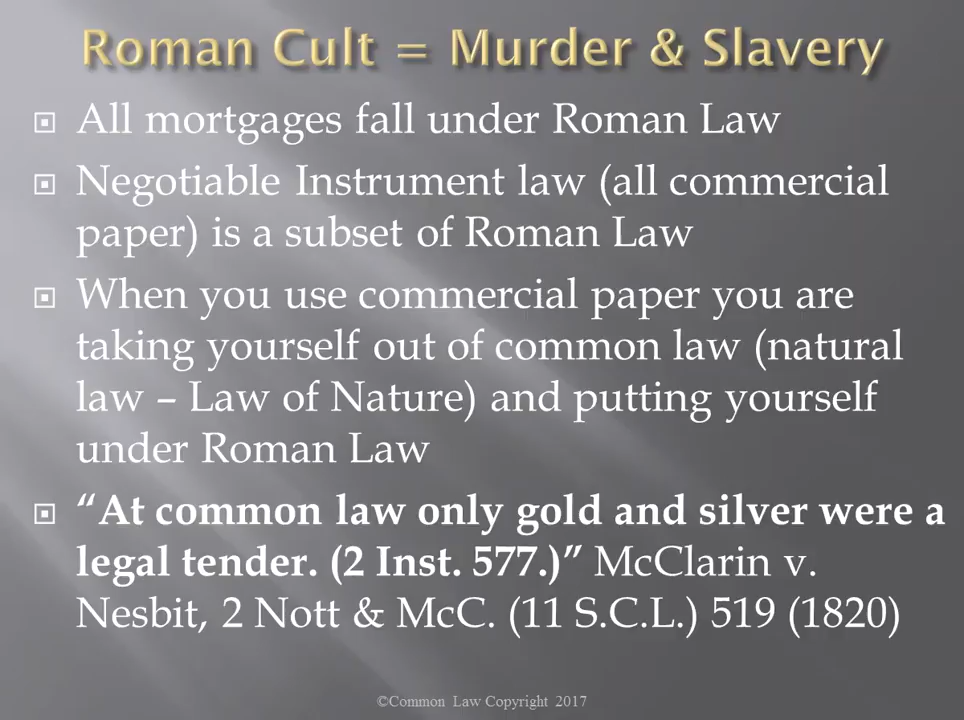 Roman Cult = Murder & Slavery
All mortgages fall under Roman Law
Negotiable Instrument law (all commercial
paper) is a subset of Roman Law
When you use commercial paper you are
taking yourself out of common law (natural
law – Law of Nature) and putting yourself
under Roman Law
“At common law only gold and silver were a
legal tender. (2 Inst. 577.)” McClarin v.
Nesbit, 2 Nott & McC. (11 S.C.L.) 519 (1820)
©Common Law Copyright 2017